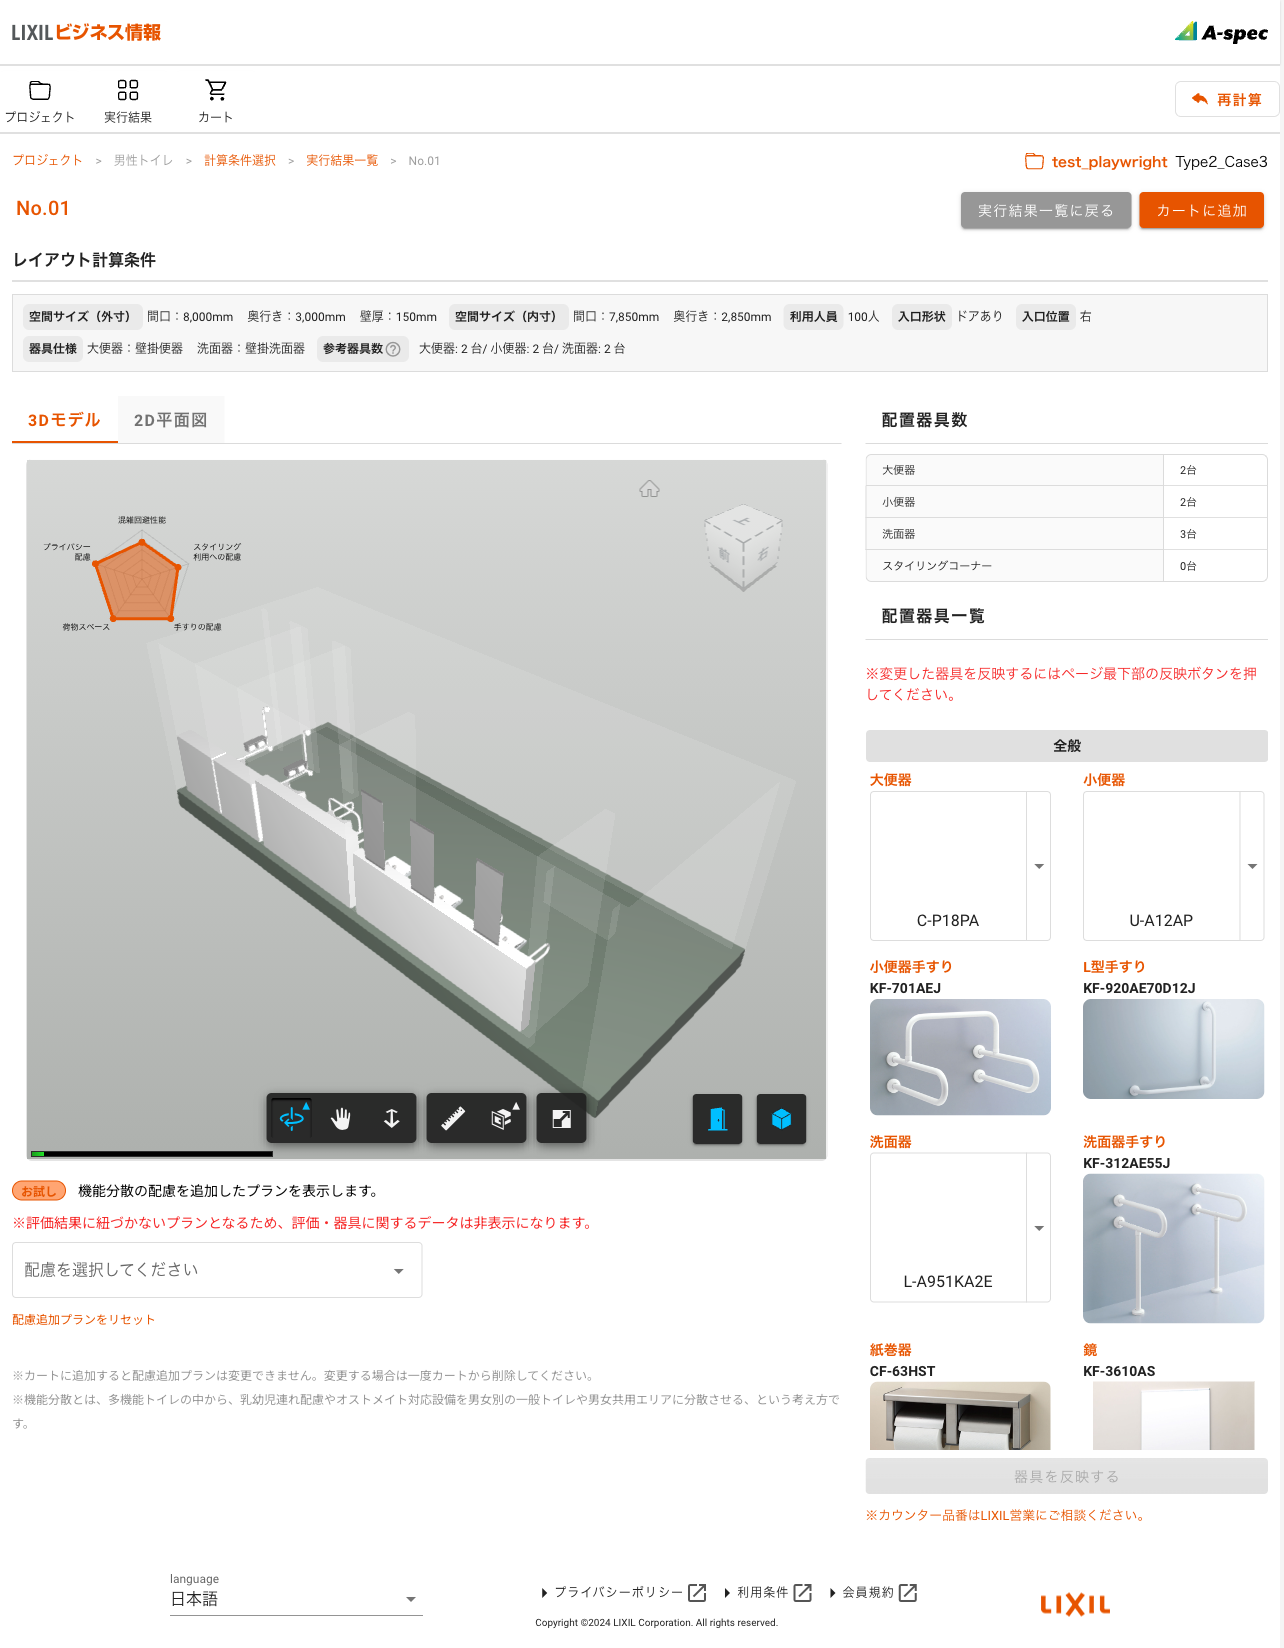 LIXILビジネス情報
A-spec
プロジェクト 実行結果 カート
再計算
プロジェクト > 男性トイレ > 計算条件選択 > 実行結果一覧 > No.01
test_playwright Type2_Case3
No.01
実行結果一覧に戻る カートに追加
レイアウト計算条件
空間サイズ（外寸） 間口：8,000mm 奥行き：3,000mm 壁厚：150mm 空間サイズ（内寸） 間口：7,850mm 奥行き：2,850mm 利用人員 100人 入口形状 ドアあり 入口位置 右
器具仕様 大便器：壁掛便器 洗面器：壁掛洗面器 参考器具数 大便器: 2 台/ 小便器: 2 台/ 洗面器: 2 台
3Dモデル 2D平面図
混雑回避性能
プライバシー
配慮
スタイリング
利用への配慮
荷物スペース
手すりの配慮
上
前
右
お試し 機能分散の配慮を追加したプランを表示します。
※評価結果に紐づかないプランとなるため、評価・器具に関するデータは非表示になります。
配慮を選択してください
配慮追加プランをリセット
※カートに追加すると配慮追加プランは変更できません。変更する場合は一度カートから削除してください。
※機能分散とは、多機能トイレの中から、乳幼児連れ配慮やオストメイト対応設備を男女別の一般トイレや男女共用エリアに分散させる、という考え方で
す。
配置器具数
大便器 2台
小便器 2台
洗面器 3台
スタイリングコーナー 0台
配置器具一覧
※変更した器具を反映するにはページ最下部の反映ボタンを押
してください。
全般
大便器
C-P18PA
小便器
U-A12AP
小便器手すり
KF-701AEJ
L型手すり
KF-920AE70D12J
洗面器
L-A951KA2E
洗面器手すり
KF-312AE55J
紙巻器
CF-63HST
鏡
KF-3610AS
器具を反映する
※カウンター品番はLIXIL営業にご相談ください。
language
日本語
プライバシーポリシー 利用条件 会員規約
Copyright ©2024 LIXIL Corporation. All rights reserved.
LIXIL